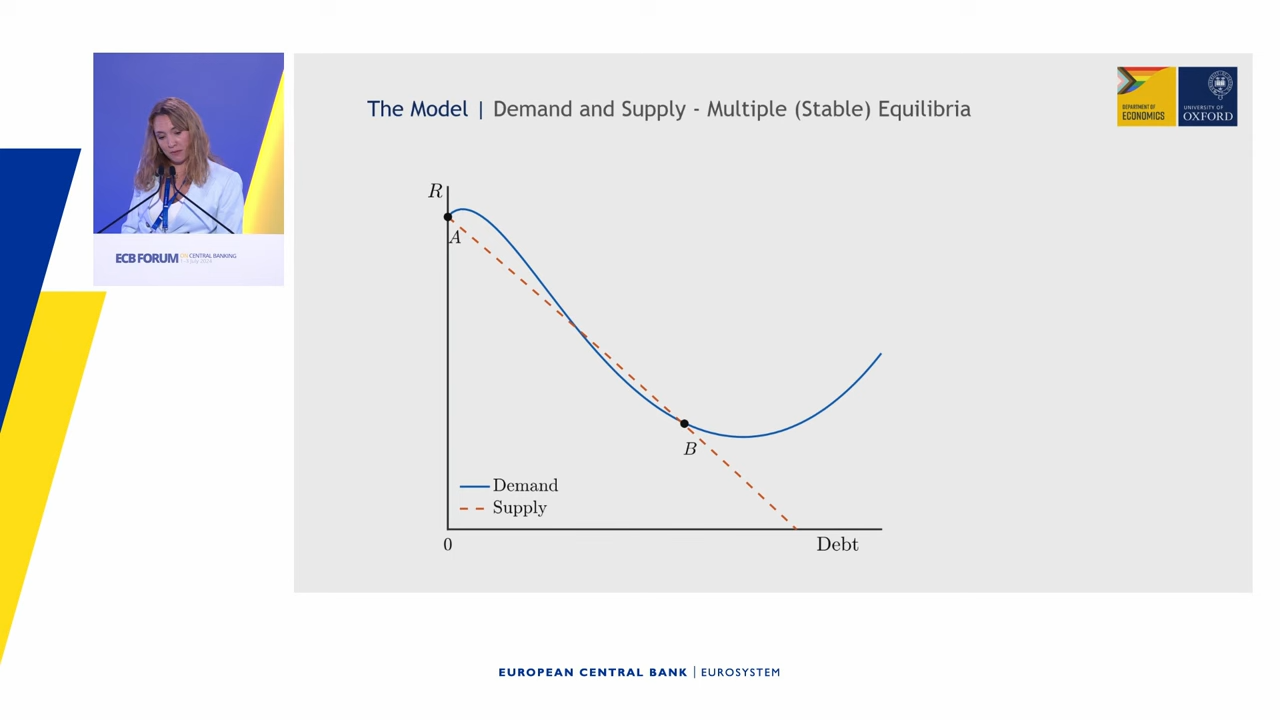 The Model | Demand and Supply - Multiple (Stable) Equilibria
DEPARTMENT OF
ECONOMICS
UNIVERSITY OF
OXFORD
R
A
B
Demand
Supply
0
Debt
ECB FORUM ON CENTRAL BANKING
EUROPEAN CENTRAL BANK | EUROSYSTEM